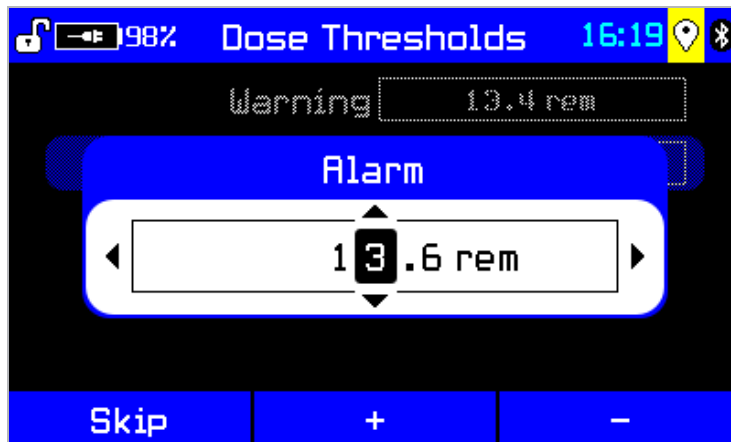 98% Dose Thresholds 16:19
Warning 13.4 rem
Alarm
13.6 rem
Skip + −